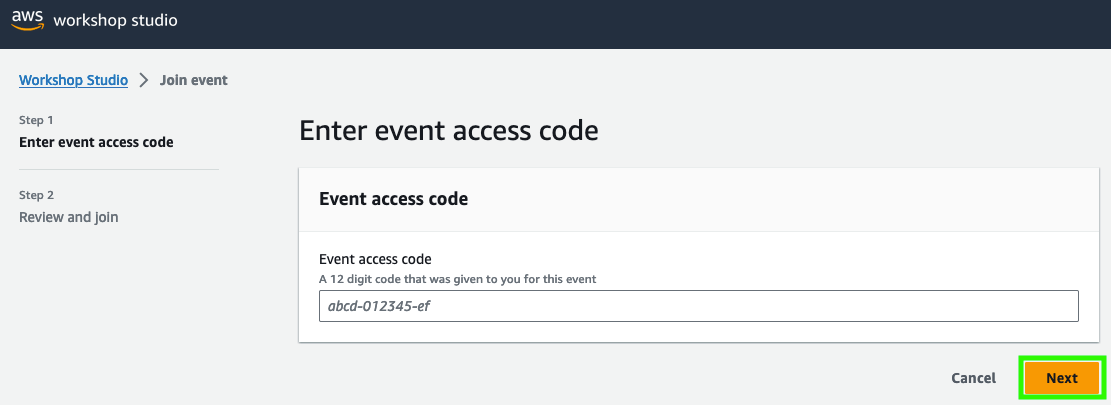 aws workshop studio
Workshop Studio > Join event
Step 1
Enter event access code
Step 2
Review and join
Enter event access code
Event access code
Event access code
A 12 digit code that was given to you for this event
abcd-012345-ef
Cancel Next